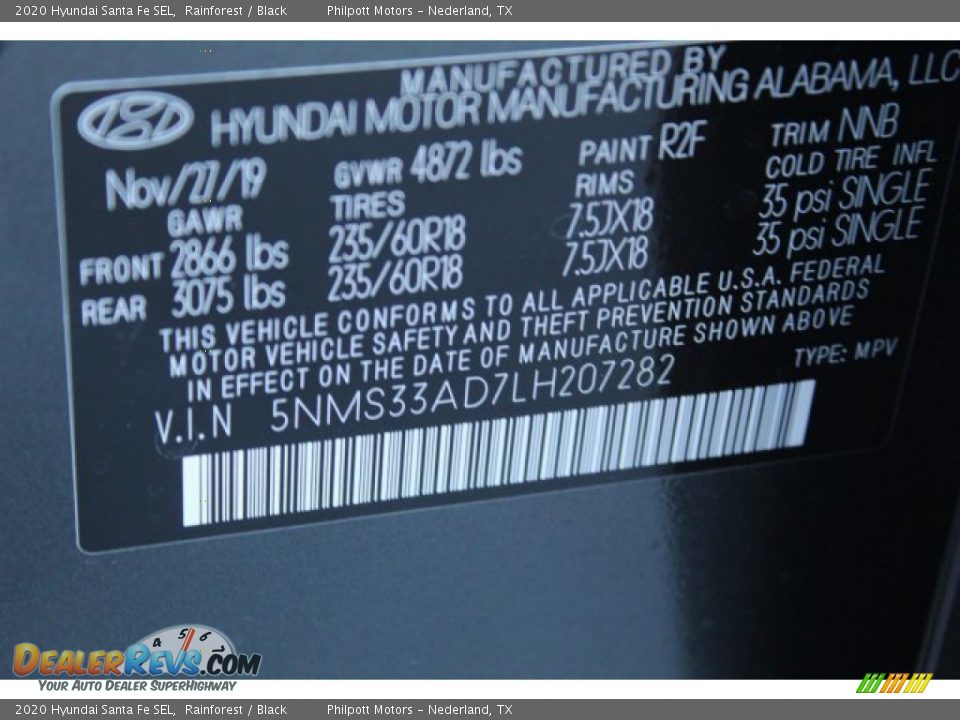 2020 Hyundai Santa Fe SEL, Rainforest / Black Philpott Motors - Nederland, TX
MANUFACTURED BY
HYUNDAI MOTOR MANUFACTURING ALABAMA, LLC
Nov/27/19 GVWR 4872 lbs PAINT R2F TRIM NNB
GAWR TIRES RIMS COLD TIRE INFL
FRONT 2866 lbs 235/60R18 7.5JX18 35 psi SINGLE
REAR 3075 lbs 235/60R18 7.5JX18 35 psi SINGLE
THIS VEHICLE CONFORMS TO ALL APPLICABLE U.S.A. FEDERAL
MOTOR VEHICLE SAFETY AND THEFT PREVENTION STANDARDS
IN EFFECT ON THE DATE OF MANUFACTURE SHOWN ABOVE
V.I.N 5NMS33AD7LH207282 TYPE: MPV
4 5 6 7
DEALERREVS.COM
YOUR AUTO DEALER SUPERHIGHWAY
2020 Hyundai Santa Fe SEL, Rainforest / Black Philpott Motors - Nederland, TX